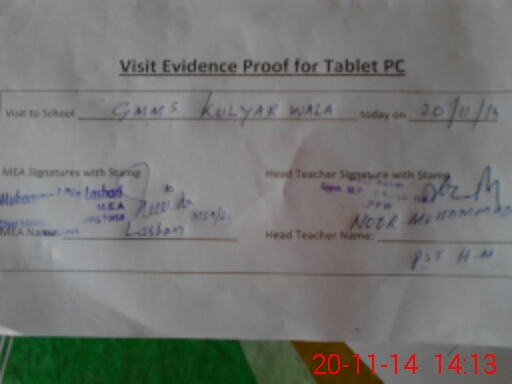 Visit Evidence Proof for Tablet PC
Visit to School GMMS KULYAR WALA today on 20/11/14
MEA Signatures with Stamp
Head Teacher Signature with Stamp
Lashari
M.E.A
MEA Name: Lashari
NOOR-MUHAMMAD
Head Teacher Name:
PST H-M
20-11-14 14:13